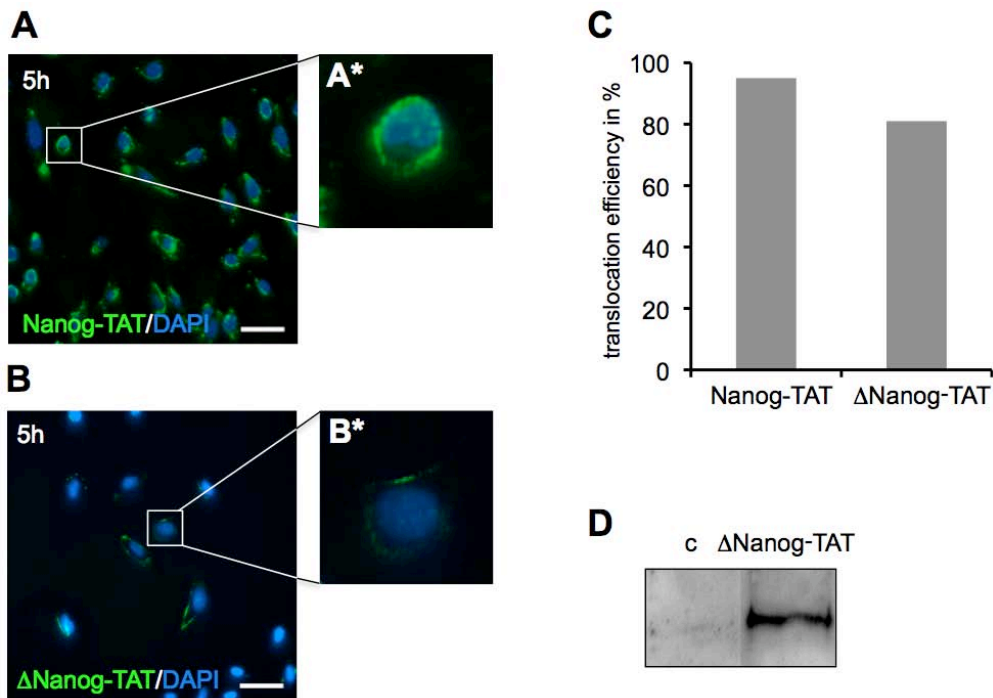 A
5h
A*
Nanog-TAT/DAPI
B
5h
B*
ΔNanog-TAT/DAPI
C
translocation efficiency in %
100
80
60
40
20
0
Nanog-TAT ΔNanog-TAT
D
c ΔNanog-TAT